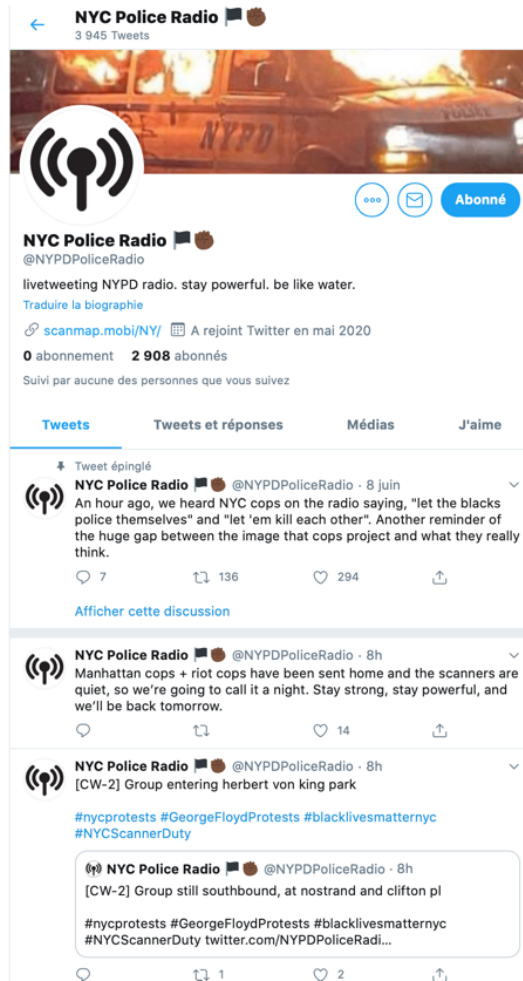 NYC Police Radio 🏴✊🏾
3 945 Tweets
NYPD
POLICE
Abonné
NYC Police Radio 🏴✊🏾
@NYPDPoliceRadio
livetweeting NYPD radio. stay powerful. be like water.
Traduire la biographie
scanmap.mobi/NY/ A rejoint Twitter en mai 2020
0 abonnement 2 908 abonnés
Suivi par aucune des personnes que vous suivez
Tweets Tweets et réponses Médias J'aime
Tweet épinglé
NYC Police Radio 🏴✊🏾 @NYPDPoliceRadio · 8 juin
An hour ago, we heard NYC cops on the radio saying, "let the blacks
police themselves" and "let 'em kill each other". Another reminder of
the huge gap between the image that cops project and what they really
think.
7 136 294
Afficher cette discussion
NYC Police Radio 🏴✊🏾 @NYPDPoliceRadio · 8h
Manhattan cops + riot cops have been sent home and the scanners are
quiet, so we're going to call it a night. Stay strong, stay powerful, and
we'll be back tomorrow.
14
NYC Police Radio 🏴✊🏾 @NYPDPoliceRadio · 8h
[CW-2] Group entering herbert von king park
#nycprotests #GeorgeFloydProtests #blacklivesmatternyc
#NYCScannerDuty
NYC Police Radio 🏴✊🏾 @NYPDPoliceRadio · 8h
[CW-2] Group still southbound, at nostrand and clifton pl
#nycprotests #GeorgeFloydProtests #blacklivesmatternyc
#NYCScannerDuty twitter.com/NYPDPoliceRadi...
1 2